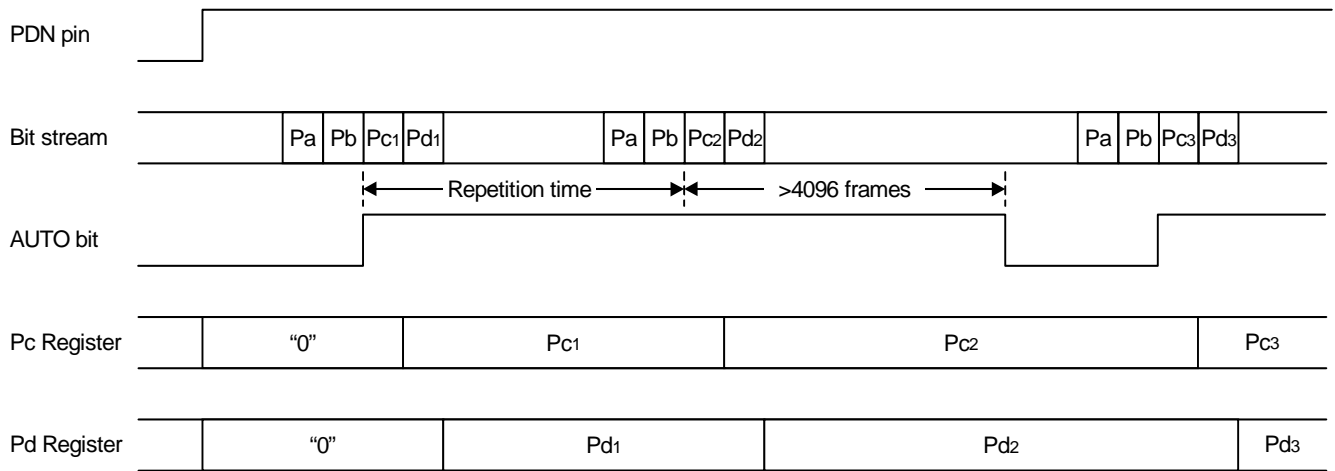 PDN pin
Bit stream Pa Pb Pc1 Pd1 Pa Pb Pc2 Pd2 Pa Pb Pc3 Pd3
Repetition time >4096 frames
AUTO bit
Pc Register “0” Pc1 Pc2 Pc3
Pd Register “0” Pd1 Pd2 Pd3